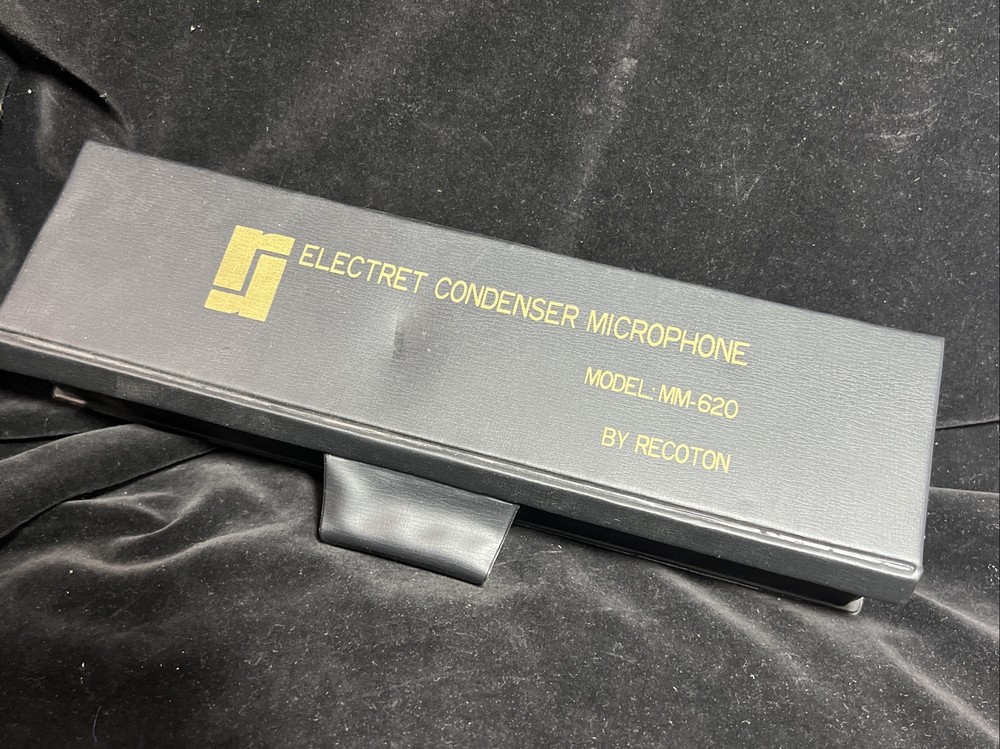 ELECTRET CONDENSER MICROPHONE
MODEL: MM-620
BY RECOTON